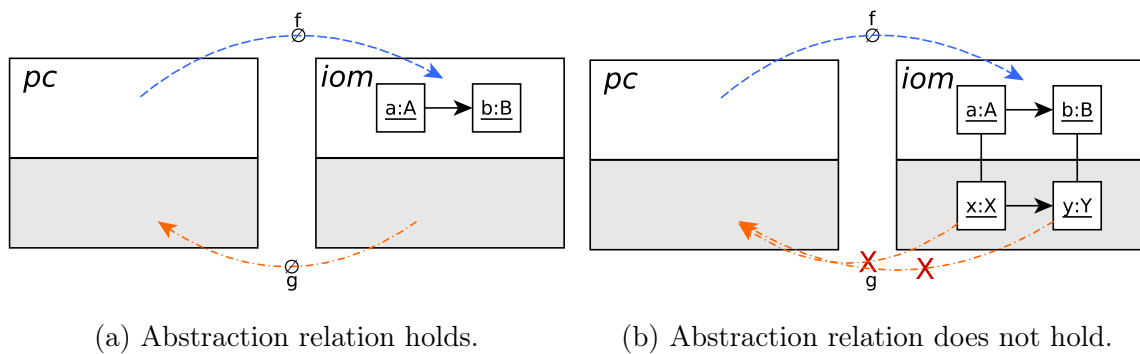 f
∅
pc
iom
a:A
b:B
∅
g
f
∅
pc
iom
a:A
b:B
x:X
y:Y
X
X
g
(a) Abstraction relation holds.
(b) Abstraction relation does not hold.